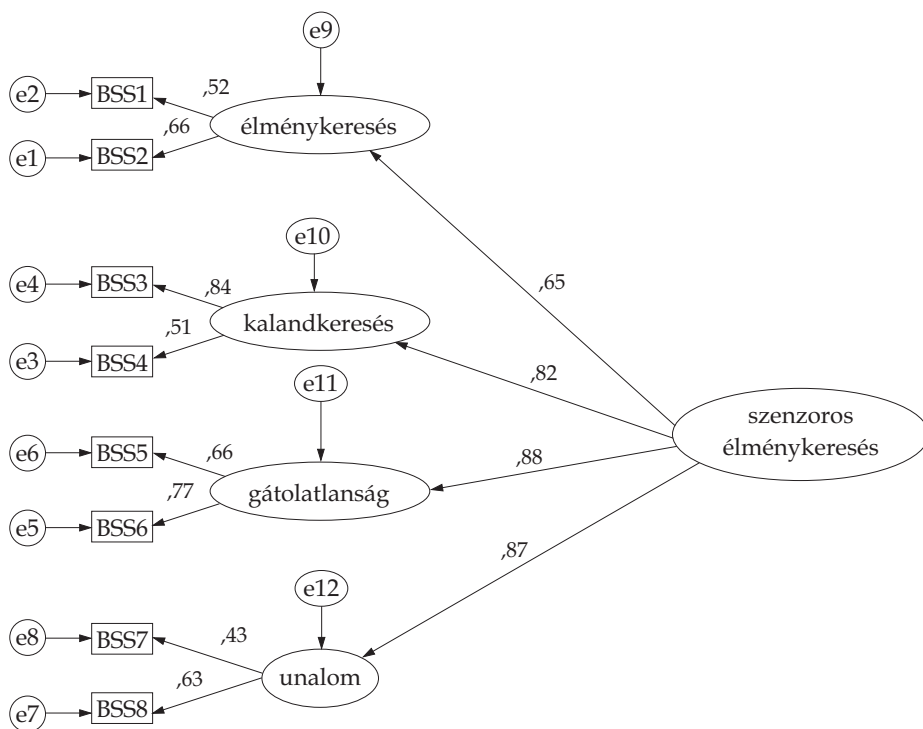 e9
e2
BSS1
,52
élménykeresés
,66
e1
BSS2
e10
,65
e4
BSS3
,84
kalandkeresés
,51
e3
BSS4
,82
e11
szenzoros
élménykeresés
e6
BSS5
,66
,88
gátolatlanság
,77
e5
BSS6
,87
e12
e8
BSS7
,43
unalom
,63
e7
BSS8